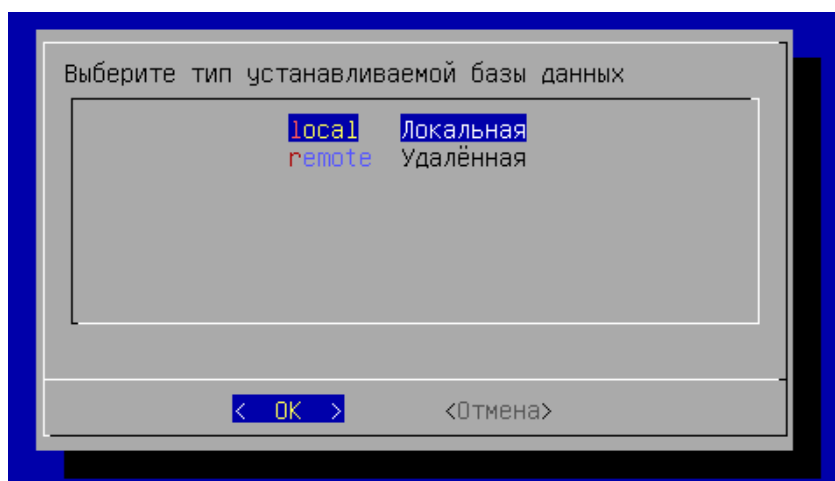 Выберите тип устанавливаемой базы данных
local Локальная
remote Удалённая
< OK > <Отмена>